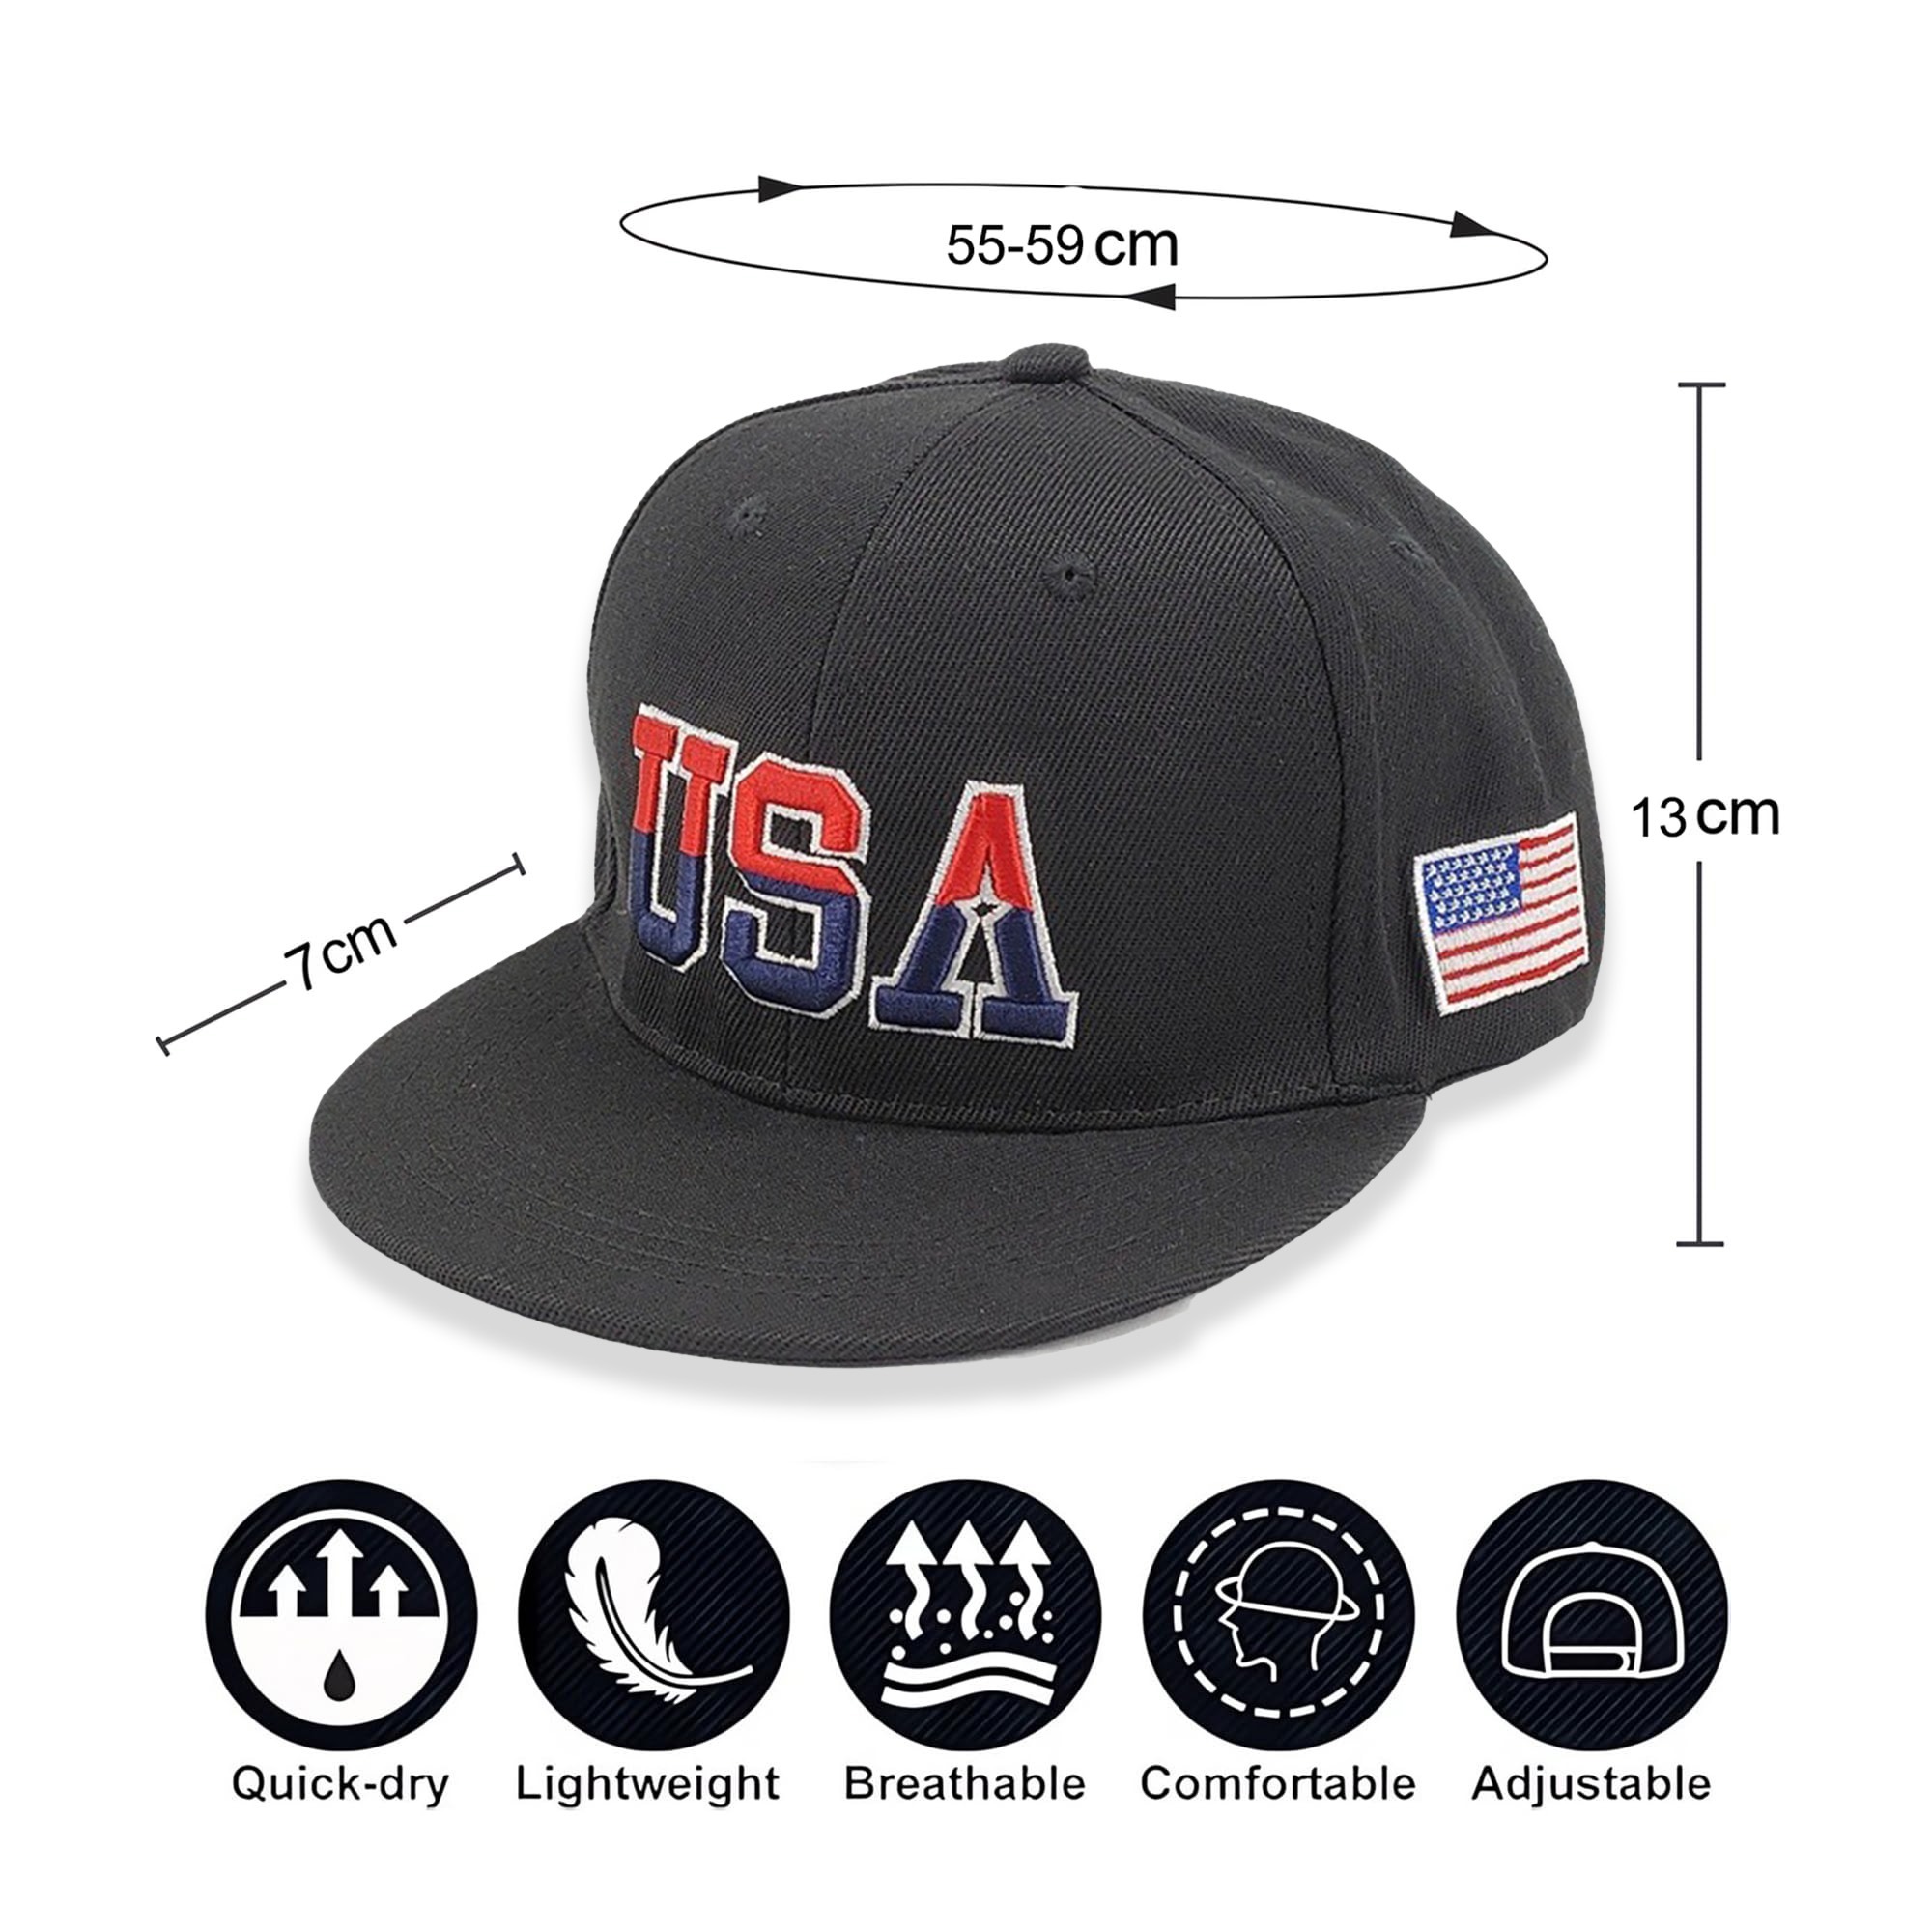 55-59 cm
13 cm
7 cm
USA
Quick-dry
Lightweight
Breathable
Comfortable
Adjustable